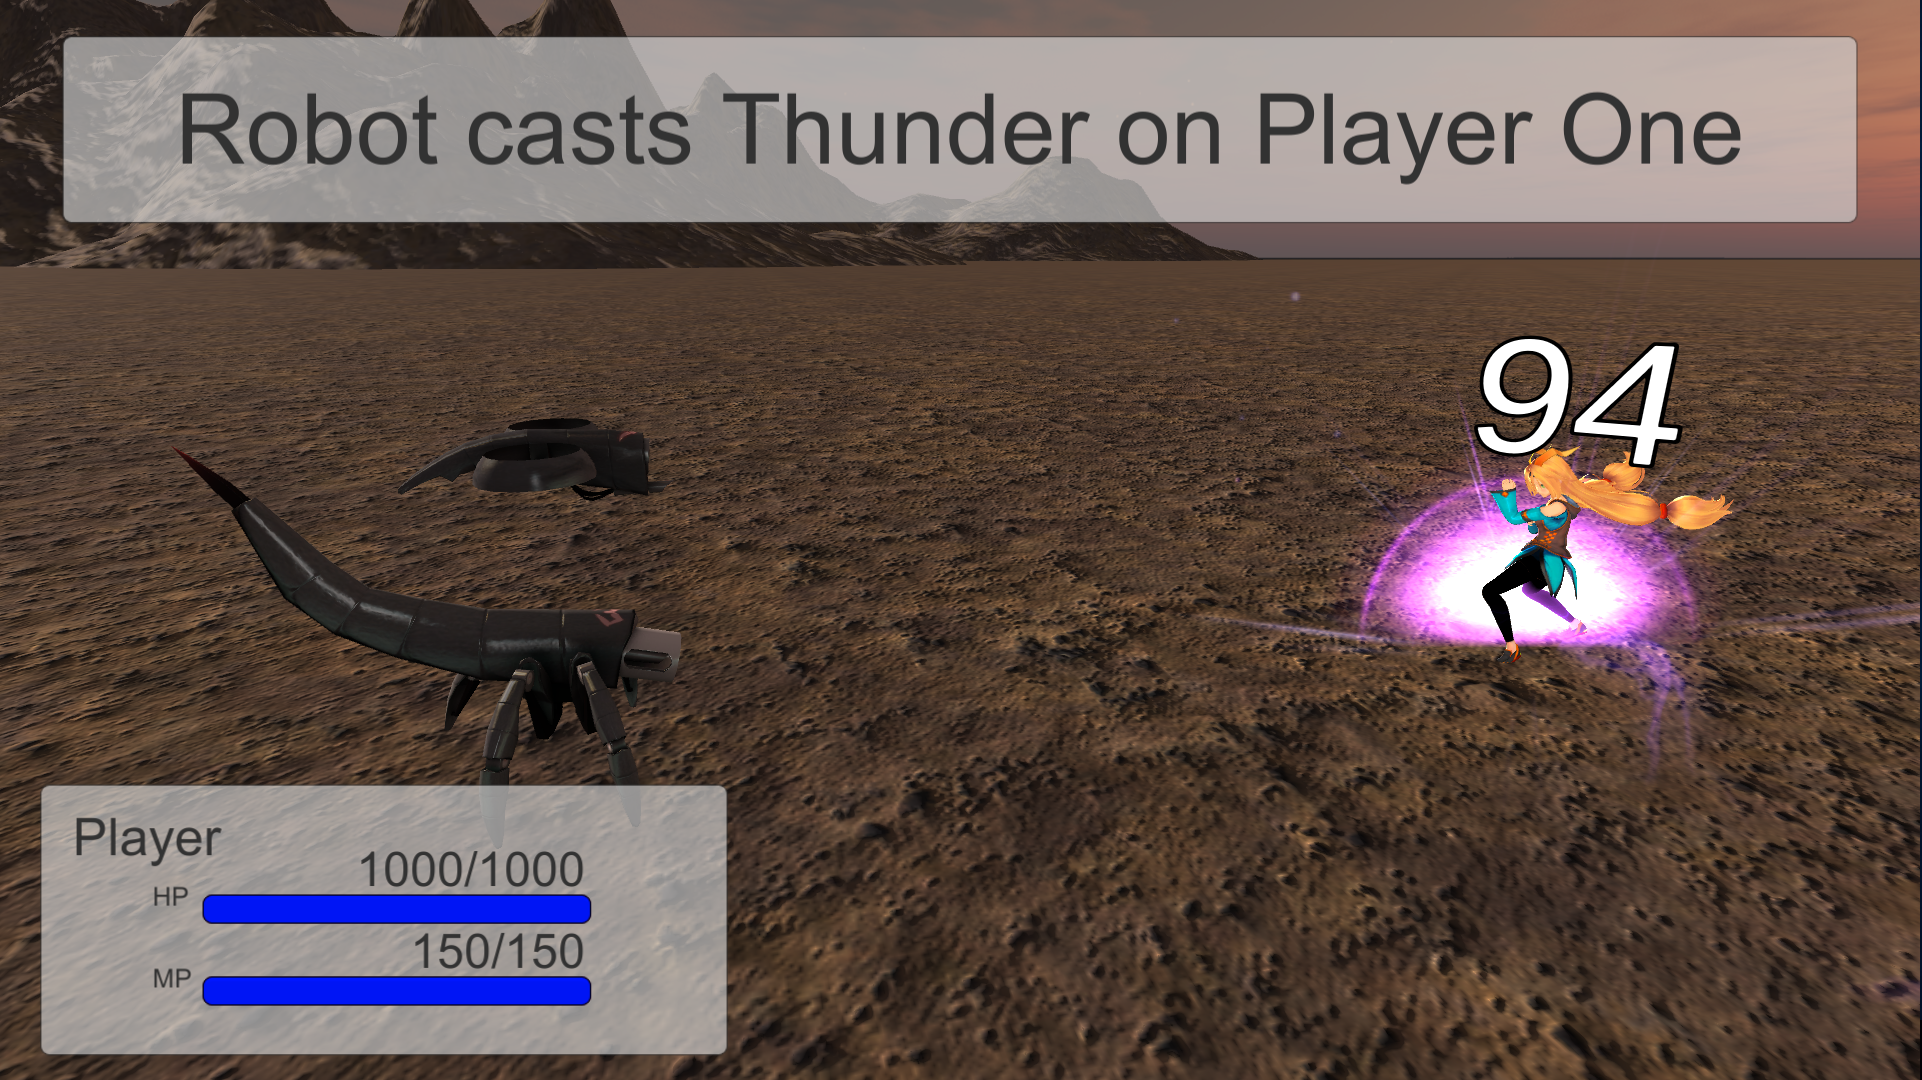 Robot casts Thunder on Player One
94
Player
1000/1000
HP
150/150
MP